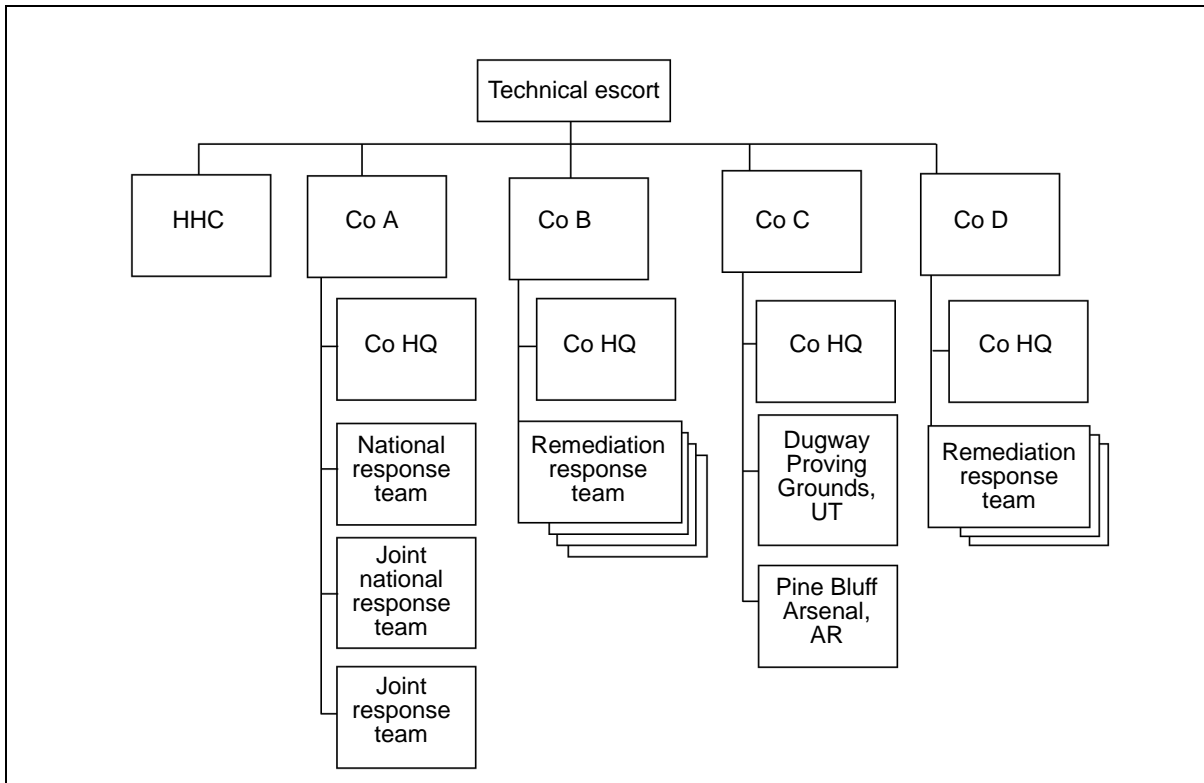 Technical escort
HHC
Co A
Co B
Co C
Co D
Co HQ
National
response
team
Joint
national
response
team
Joint
response
team
Co HQ
Remediation
response
team
Co HQ
Dugway
Proving
Grounds,
UT
Pine Bluff
Arsenal,
AR
Co HQ
Remediation
response
team